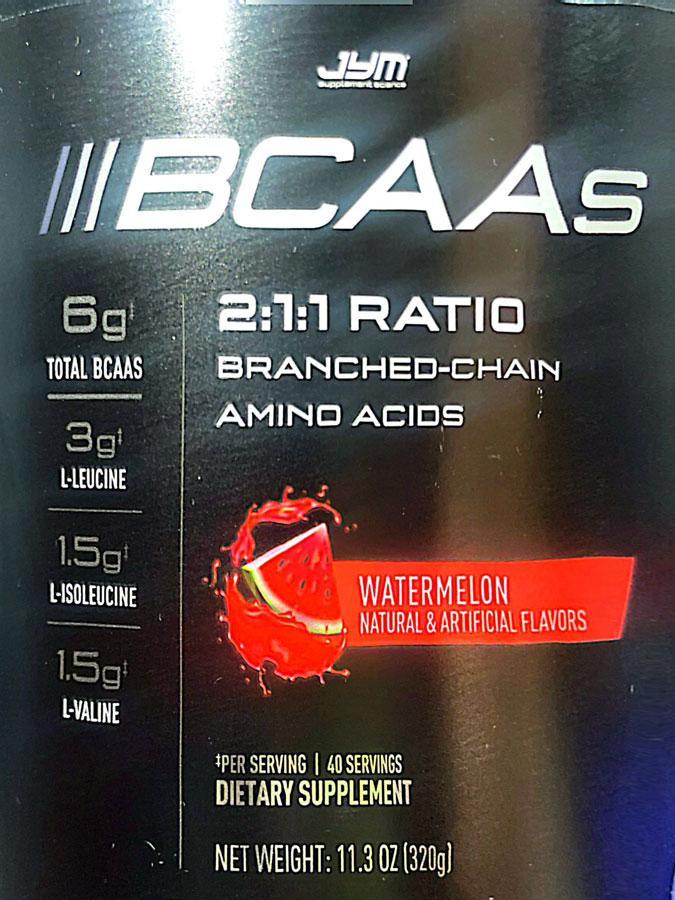 JYM
supplement science
BCAAs
6g‡
TOTAL BCAAS
3g‡
L-LEUCINE
1.5g‡
L-ISOLEUCINE
1.5g‡
L-VALINE
2:1:1 RATIO
BRANCHED-CHAIN
AMINO ACIDS
WATERMELON
NATURAL & ARTIFICIAL FLAVORS
‡PER SERVING | 40 SERVINGS
DIETARY SUPPLEMENT
NET WEIGHT: 11.3 OZ (320g)